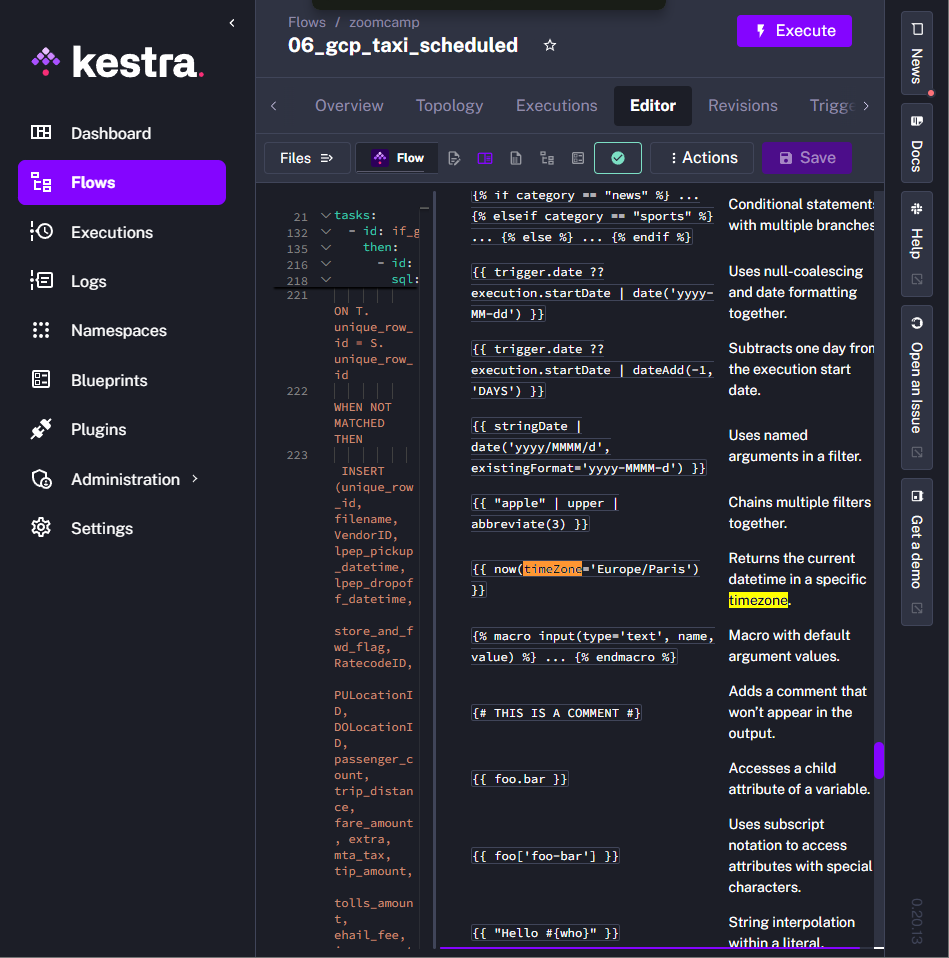 kestra.
Dashboard
Flows
Executions
Logs
Namespaces
Blueprints
Plugins
Administration
Settings
Flows / zoomcamp
06_gcp_taxi_scheduled
Execute
Overview
Topology
Executions
Editor
Revisions
Trigge
Files
Flow
Actions
Save
21 tasks:
132 - id: if_g
135 then:
216 - id:
218 sql:
221
ON T.
unique_row_
id = S.
unique_row_
id
222
WHEN NOT
MATCHED
THEN
223
INSERT
(unique_row
_id,
filename,
VendorID,
lpep_pickup
_datetime,
lpep_dropof
f_datetime,
store_and_f
wd_flag,
RatecodeID,
PULocationI
D,
DOLocationI
D,
passenger_c
ount,
trip_distan
ce,
fare_amount
, extra,
mta_tax,
tip_amount,
tolls_amoun
t,
ehail_fee,
{% if category == "news" %} ...
{% elseif category == "sports" %}
... {% else %} ... {% endif %}
Conditional statement
with multiple branches
{{ trigger.date ??
execution.startDate | date('yyyy-
MM-dd') }}
Uses null-coalescing
and date formatting
together.
{{ trigger.date ??
execution.startDate | dateAdd(-1,
'DAYS') }}
Subtracts one day from
the execution start
date.
{{ stringDate |
date('yyyy/MMMM/d',
existingFormat='yyyy-MMMM-d') }}
Uses named
arguments in a filter.
{{ "apple" | upper |
abbreviate(3) }}
Chains multiple filters
together.
{{ now(timeZone='Europe/Paris')
}}
Returns the current
datetime in a specific
timezone.
{% macro input(type='text', name,
value) %} ... {% endmacro %}
Macro with default
argument values.
{# THIS IS A COMMENT #}
Adds a comment that
won't appear in the
output.
{{ foo.bar }}
Accesses a child
attribute of a variable.
{{ foo['foo-bar'] }}
Uses subscript
notation to access
attributes with special
characters.
{{ "Hello #{who}" }}
String interpolation
within a literal.
News
Docs
Help
Open an Issue
Get a demo
0.20.13